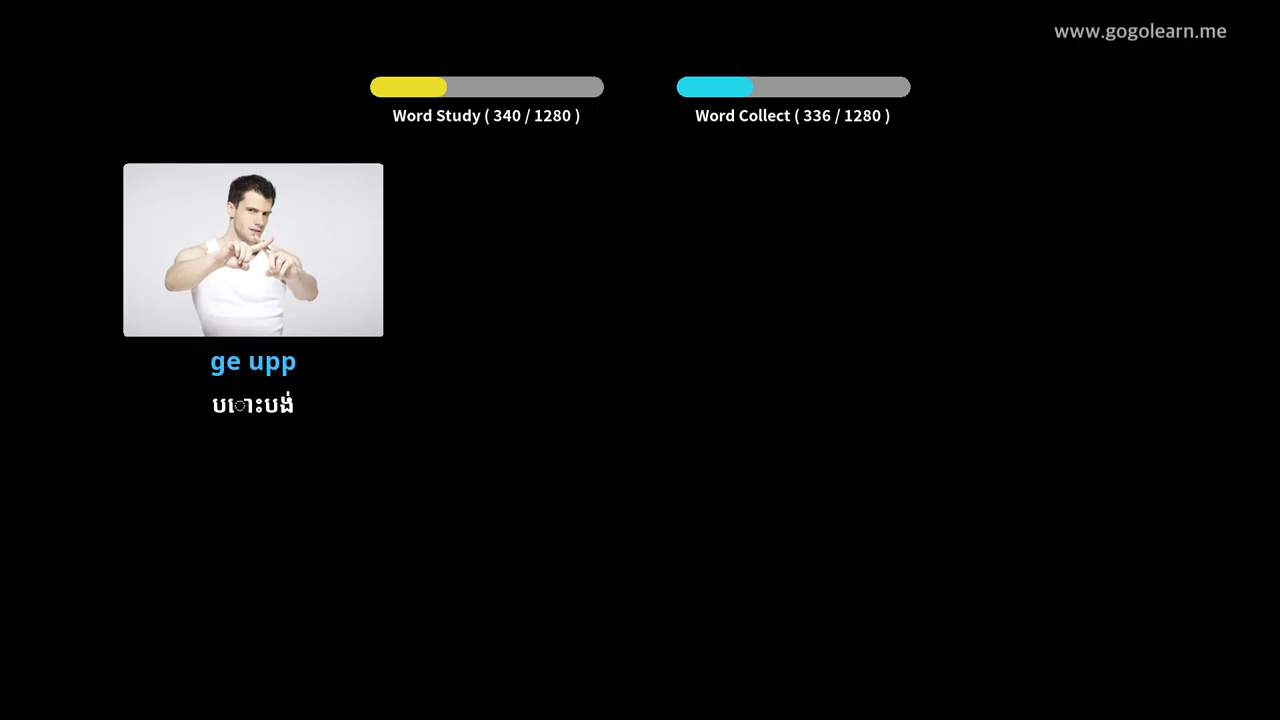 www.gogolearn.me
Word Study ( 340 / 1280 )
Word Collect ( 336 / 1280 )
ge upp
បោះបង់